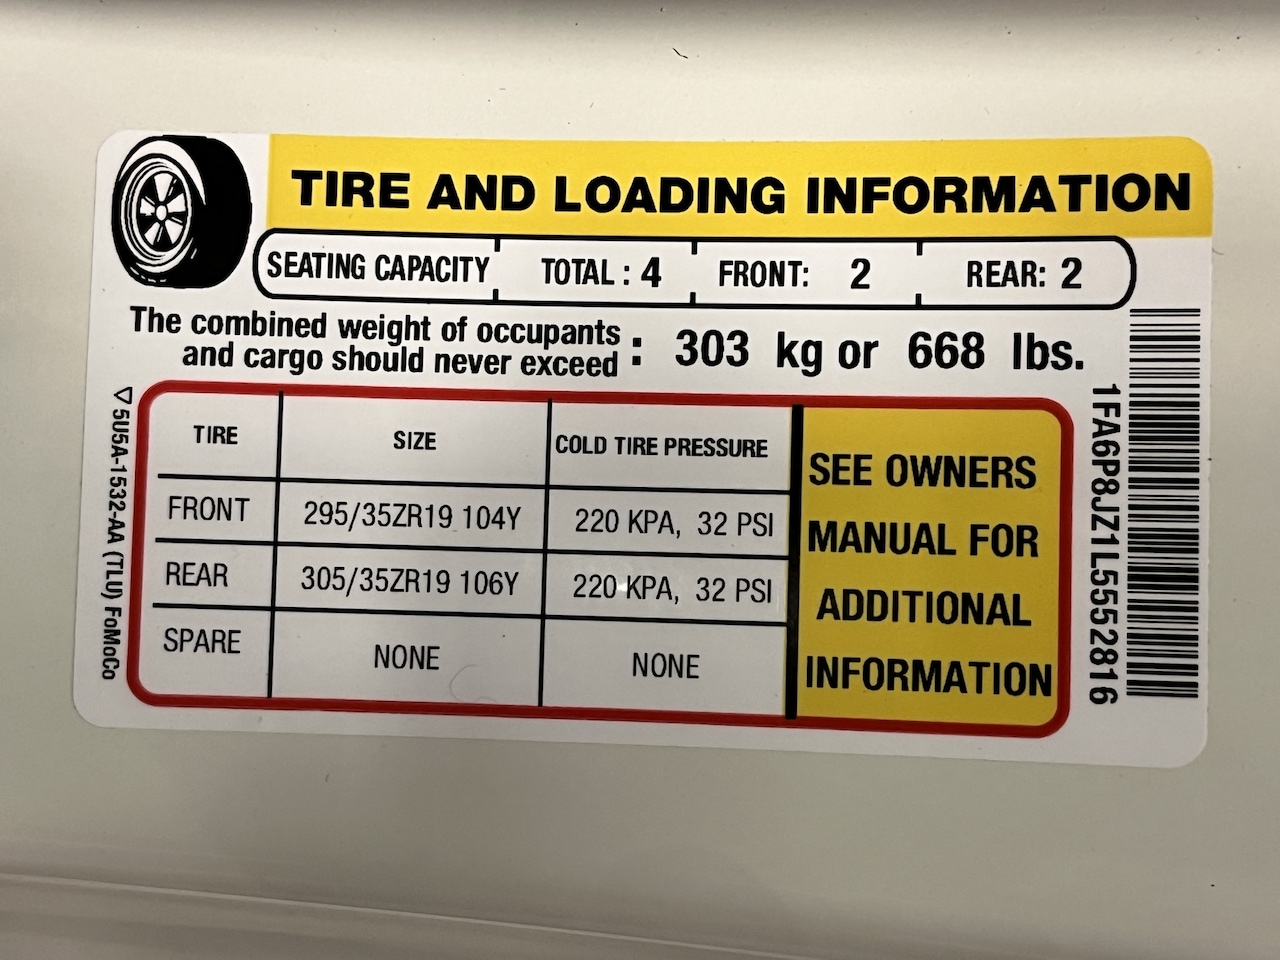 TIRE AND LOADING INFORMATION
SEATING CAPACITY TOTAL : 4 FRONT: 2 REAR: 2
The combined weight of occupants
and cargo should never exceed : 303 kg or 668 lbs.
TIRE SIZE COLD TIRE PRESSURE
FRONT 295/35ZR19 104Y 220 KPA, 32 PSI
REAR 305/35ZR19 106Y 220 KPA, 32 PSI
SPARE NONE NONE
SEE OWNERS
MANUAL FOR
ADDITIONAL
INFORMATION
1FA6P8JZ1L5552816
5U5A-1532-AA (TLU) FoMoCo